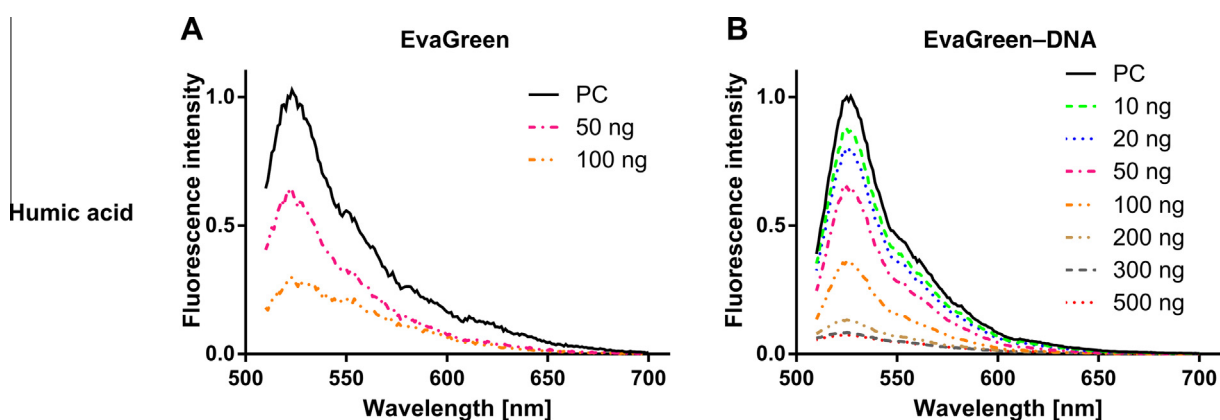 Humic acid
A
EvaGreen
Fluorescence intensity
1.0
0.5
0.0
500
550
600
650
700
Wavelength [nm]
PC
50 ng
100 ng
B
EvaGreen–DNA
Fluorescence intensity
1.0
0.5
0.0
500
550
600
650
700
Wavelength [nm]
PC
10 ng
20 ng
50 ng
100 ng
200 ng
300 ng
500 ng